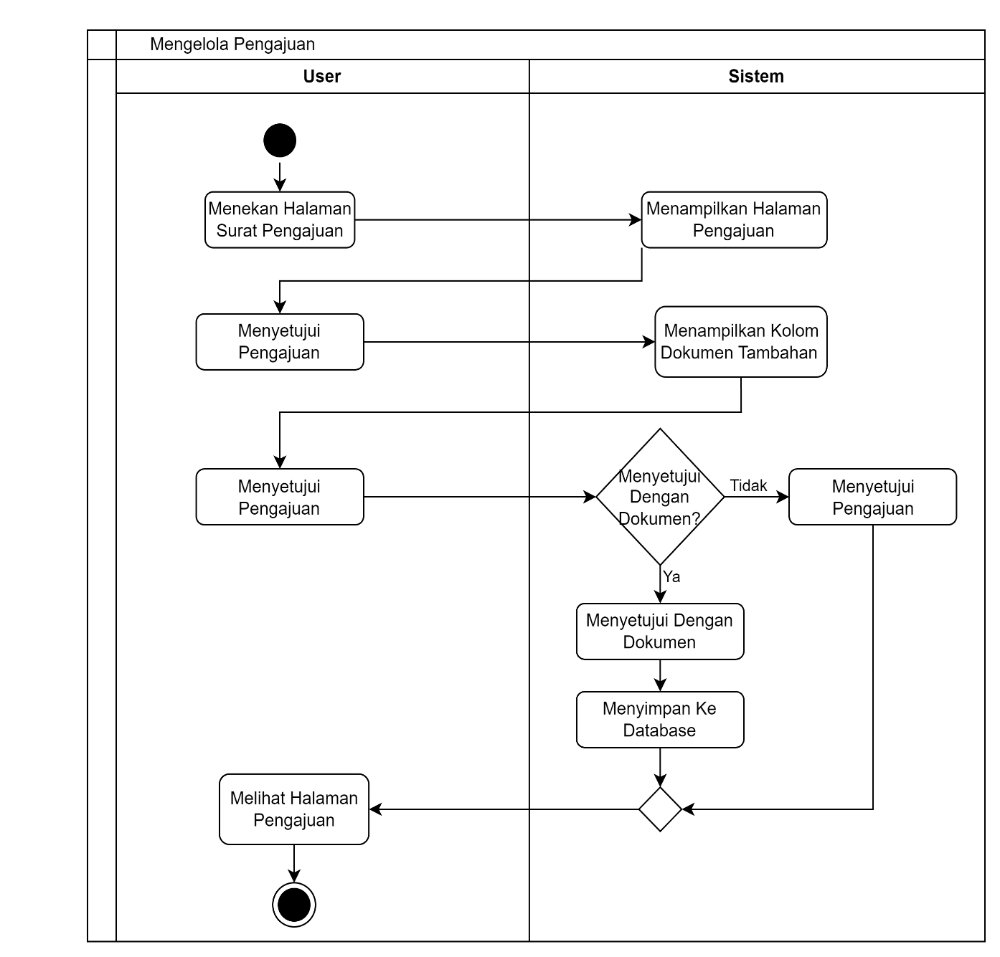 Mengelola Pengajuan
User
Sistem
Menekan Halaman
Surat Pengajuan
Menampilkan Halaman
Pengajuan
Menyetujui
Pengajuan
Menampilkan Kolom
Dokumen Tambahan
Menyetujui
Pengajuan
Menyetujui
Dengan
Dokumen?
Tidak
Menyetujui
Pengajuan
Ya
Menyetujui Dengan
Dokumen
Menyimpan Ke
Database
Melihat Halaman
Pengajuan